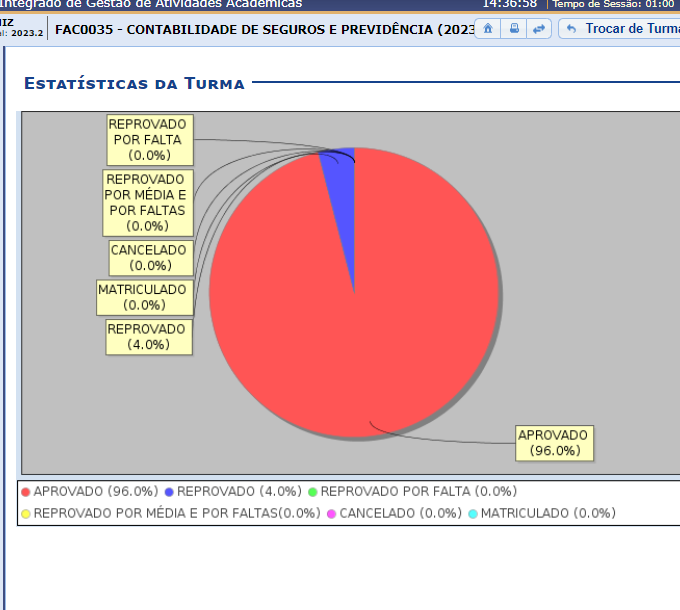 Integrado de Gestão de Atividades Acadêmicas 14:36:58 Tempo de Sessão: 01:00
2023.2 FAC0035 - CONTABILIDADE DE SEGUROS E PREVIDÊNCIA (2023 Trocar de Turma
Estatísticas da Turma
REPROVADO
POR FALTA
(0.0%)
REPROVADO
POR MÉDIA E
POR FALTAS
(0.0%)
CANCELADO
(0.0%)
MATRICULADO
(0.0%)
REPROVADO
(4.0%)
APROVADO
(96.0%)
APROVADO (96.0%) REPROVADO (4.0%) REPROVADO POR FALTA (0.0%)
REPROVADO POR MÉDIA E POR FALTAS(0.0%) CANCELADO (0.0%) MATRICULADO (0.0%)